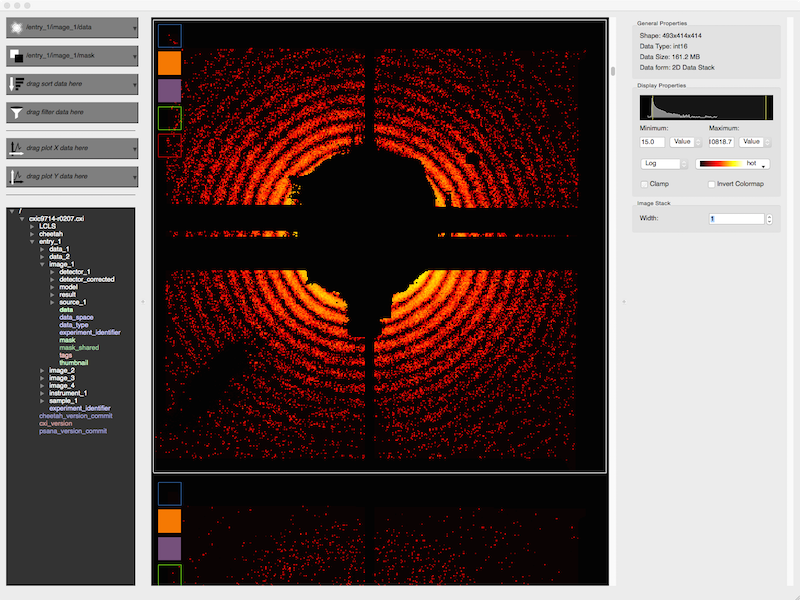 /entry_1/image_1/data
/entry_1/image_1/mask
drag sort data here
drag filter data here
drag plot X data here
drag plot Y data here
/
cxic9714-r0207.cxi
LCLS
cheetah
entry_1
data_1
data_2
image_1
detector_1
detector_corrected
model
result
source_1
data
data_space
data_type
experiment_identifier
mask
mask_shared
tags
thumbnail
image_2
image_3
image_4
instrument_1
sample_1
experiment_identifier
cheetah_version_commit
cxi_version
psana_version_commit
General Properties
Shape: 493x414x414
Data Type: int16
Data Size: 161.2 MB
Data form: 2D Data Stack
Display Properties
Minimum: Maximum:
15.0 Value 10818.7 Value
Log hot
Clamp Invert Colormap
Image Stack
Width: 1